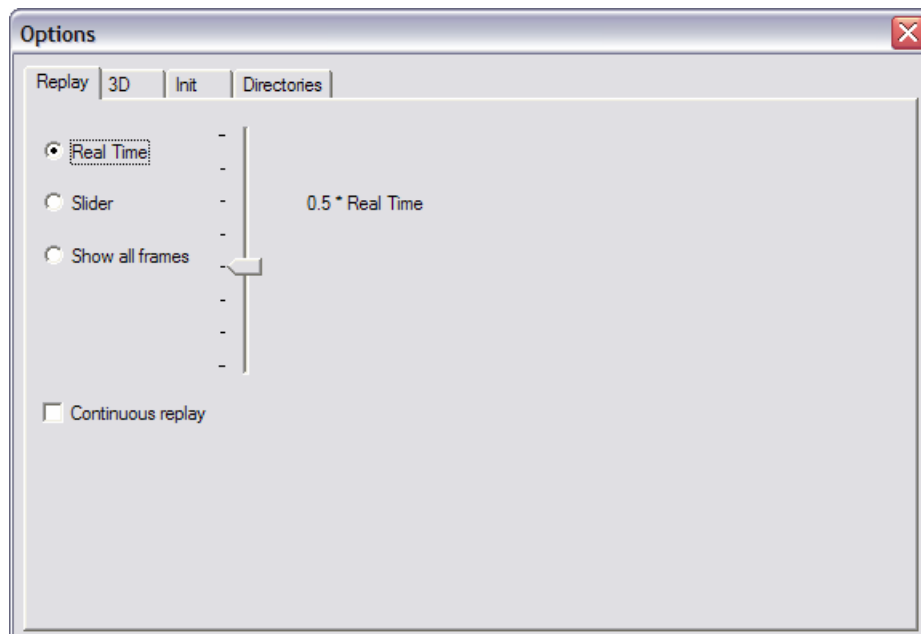 Options
Replay 3D Init Directories
Real Time
Slider 0.5 * Real Time
Show all frames
Continuous replay